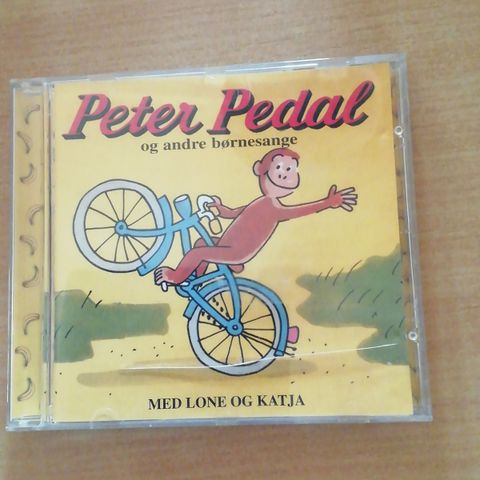 Peter Pedal
og andre børnesange
MED LONE OG KATJA